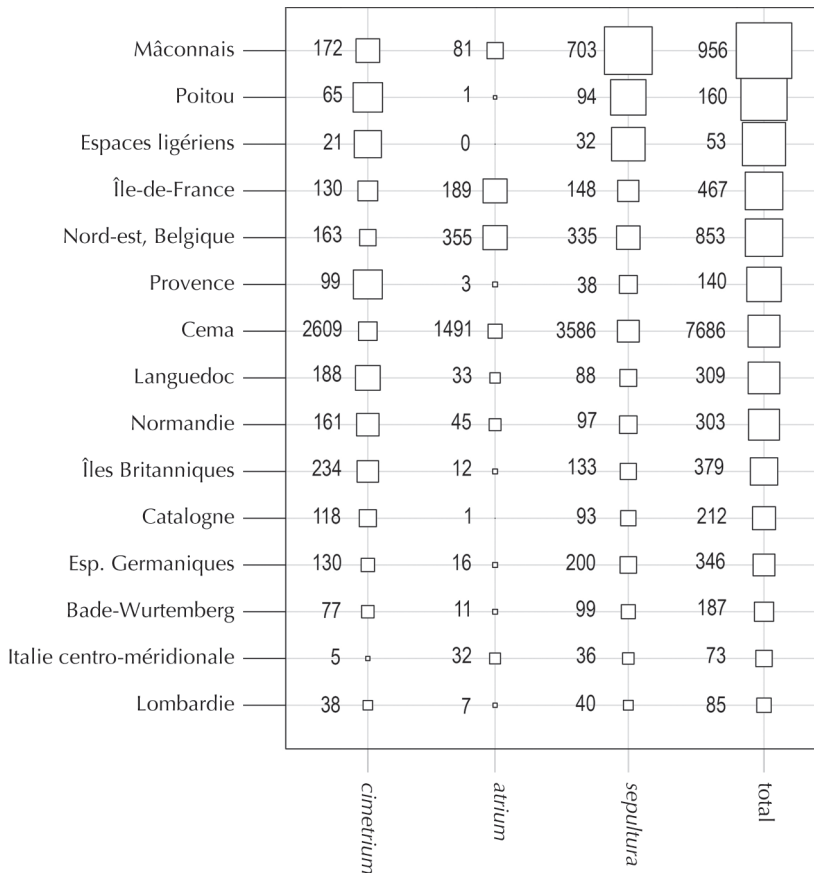 Mâconnais 172 81 703 956
Poitou 65 1 94 160
Espaces ligériens 21 0 32 53
Île-de-France 130 189 148 467
Nord-est, Belgique 163 355 335 853
Provence 99 3 38 140
Cema 2609 1491 3586 7686
Languedoc 188 33 88 309
Normandie 161 45 97 303
Îles Britanniques 234 12 133 379
Catalogne 118 1 93 212
Esp. Germaniques 130 16 200 346
Bade-Wurtemberg 77 11 99 187
Italie centro-méridionale 5 32 36 73
Lombardie 38 7 40 85
cimetrium atrium sepultura total